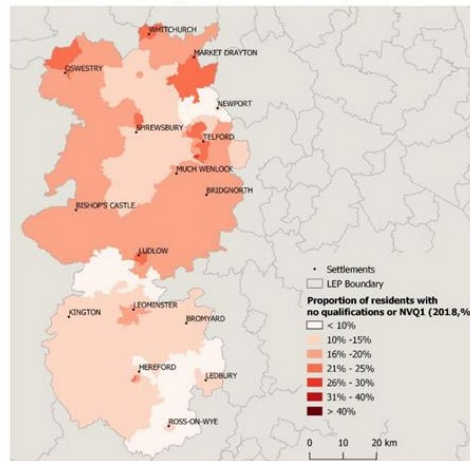 WHITCHURCH
MARKET DRAYTON
OSWESTRY
NEWPORT
SHREWSBURY
TELFORD
MUCH WENLOCK
BRIDGNORTH
BISHOP'S CASTLE
LUDLOW
Settlements
LEP Boundary
Proportion of residents with
no qualifications or NVQ1 (2018,%
< 10%
10% -15%
16% -20%
21% - 25%
26% - 30%
31% - 40%
> 40%
KINGTON
LEOMINSTER
BROMYARD
HEREFORD
LEDBURY
ROSS-ON-WYE
0 10 20 km